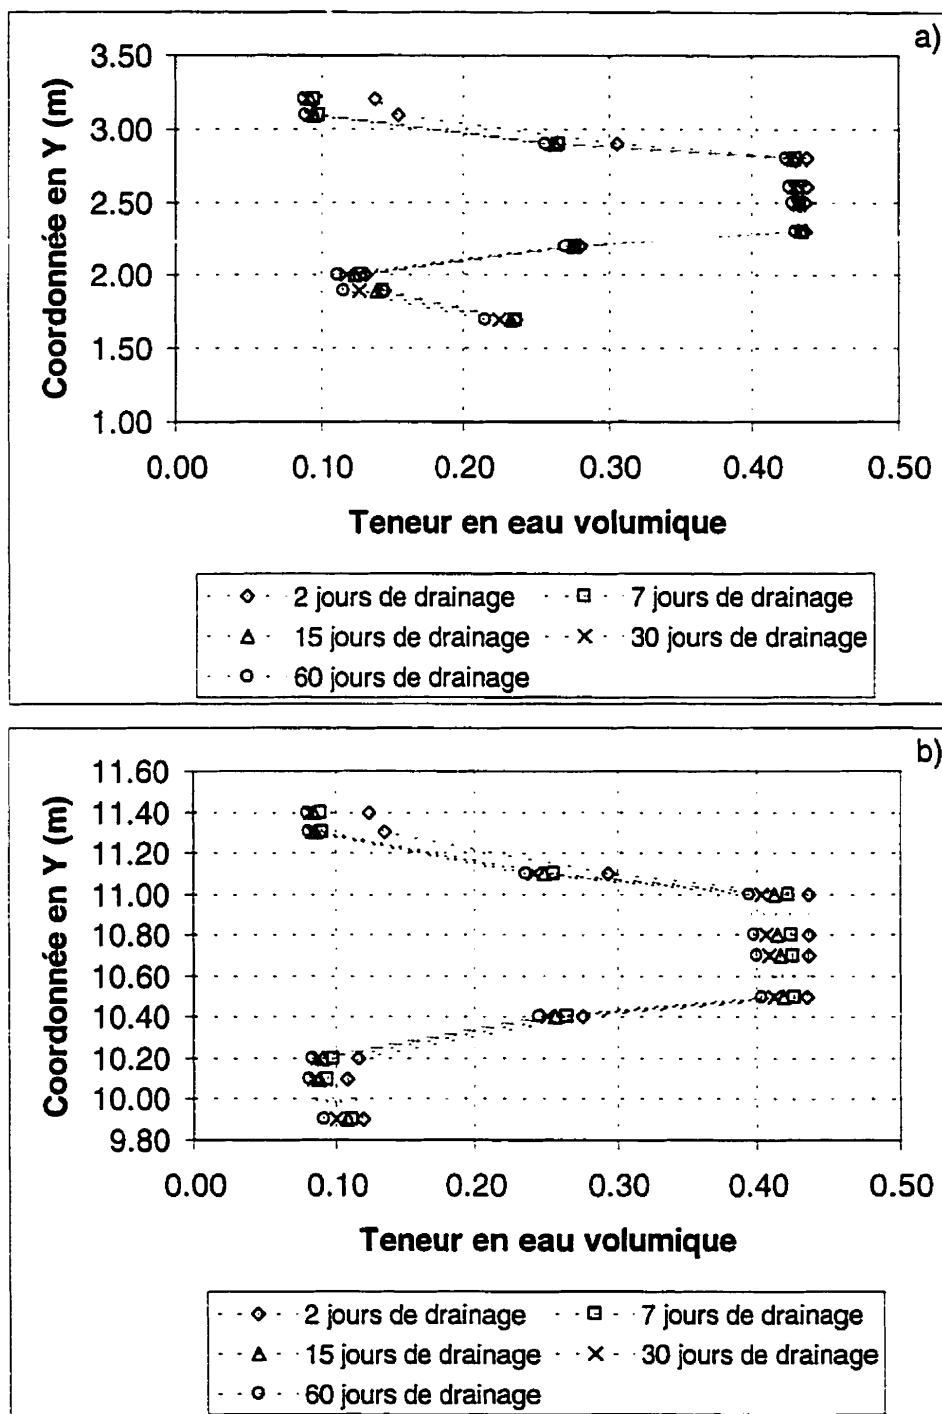 a)
Coordonnée en Y (m)
3.50
3.00
2.50
2.00
1.50
1.00
0.00 0.10 0.20 0.30 0.40 0.50
Teneur en eau volumique
2 jours de drainage 7 jours de drainage
15 jours de drainage 30 jours de drainage
60 jours de drainage
b)
Coordonnée en Y (m)
11.60
11.40
11.20
11.00
10.80
10.60
10.40
10.20
10.00
9.80
0.00 0.10 0.20 0.30 0.40 0.50
Teneur en eau volumique
2 jours de drainage 7 jours de drainage
15 jours de drainage 30 jours de drainage
60 jours de drainage